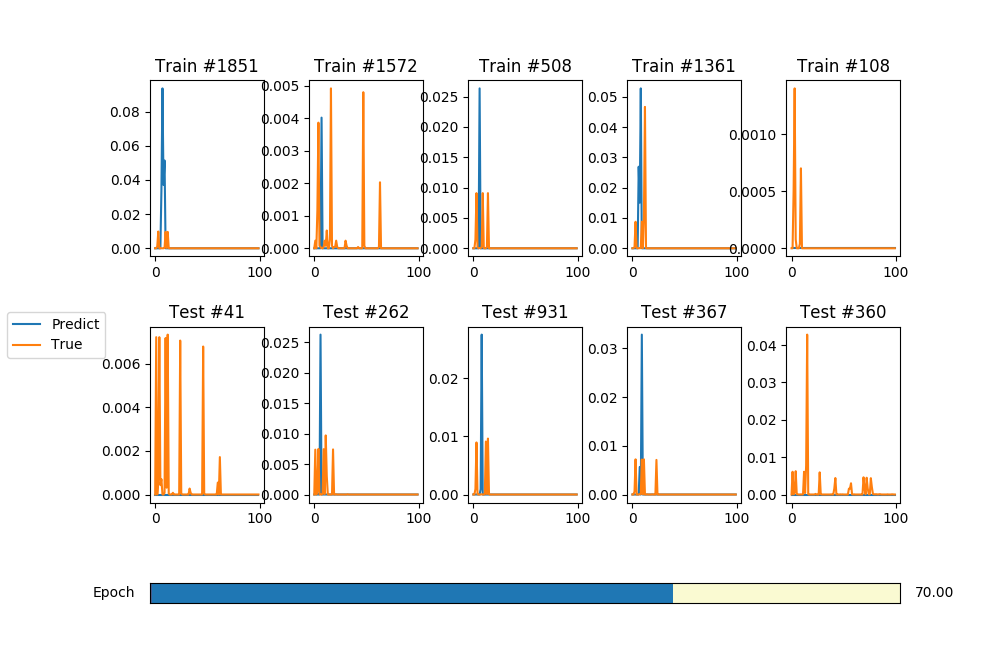 Train #1851 Train #1572 Train #508 Train #1361 Train #108
0.08 0.06 0.04 0.02 0.00
0.005 0.004 0.003 0.002 0.001 0.000
0.025 0.020 0.015 0.010 0.005 0.000
0.05 0.04 0.03 0.02 0.01 0.00
0.0010 0.0005 0.0000
0 100 0 100 0 100 0 100 0 100
Predict
True
Test #41 Test #262 Test #931 Test #367 Test #360
0.006 0.004 0.002 0.000
0.025 0.020 0.015 0.010 0.005 0.000
0.02 0.01 0.00
0.03 0.02 0.01 0.00
0.04 0.03 0.02 0.01 0.00
0 100 0 100 0 100 0 100 0 100
Epoch 70.00